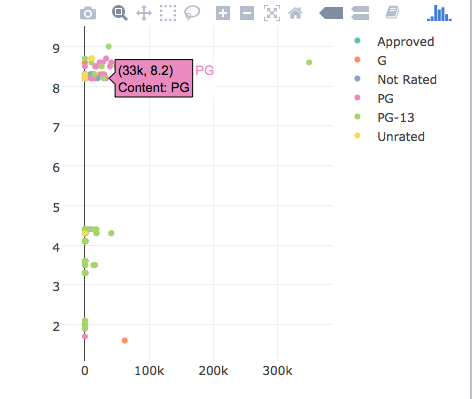 9
8
7
6
5
4
3
2
(33k, 8.2)
Content: PG
PG
0
100k
200k
300k
Approved
G
Not Rated
PG
PG-13
Unrated